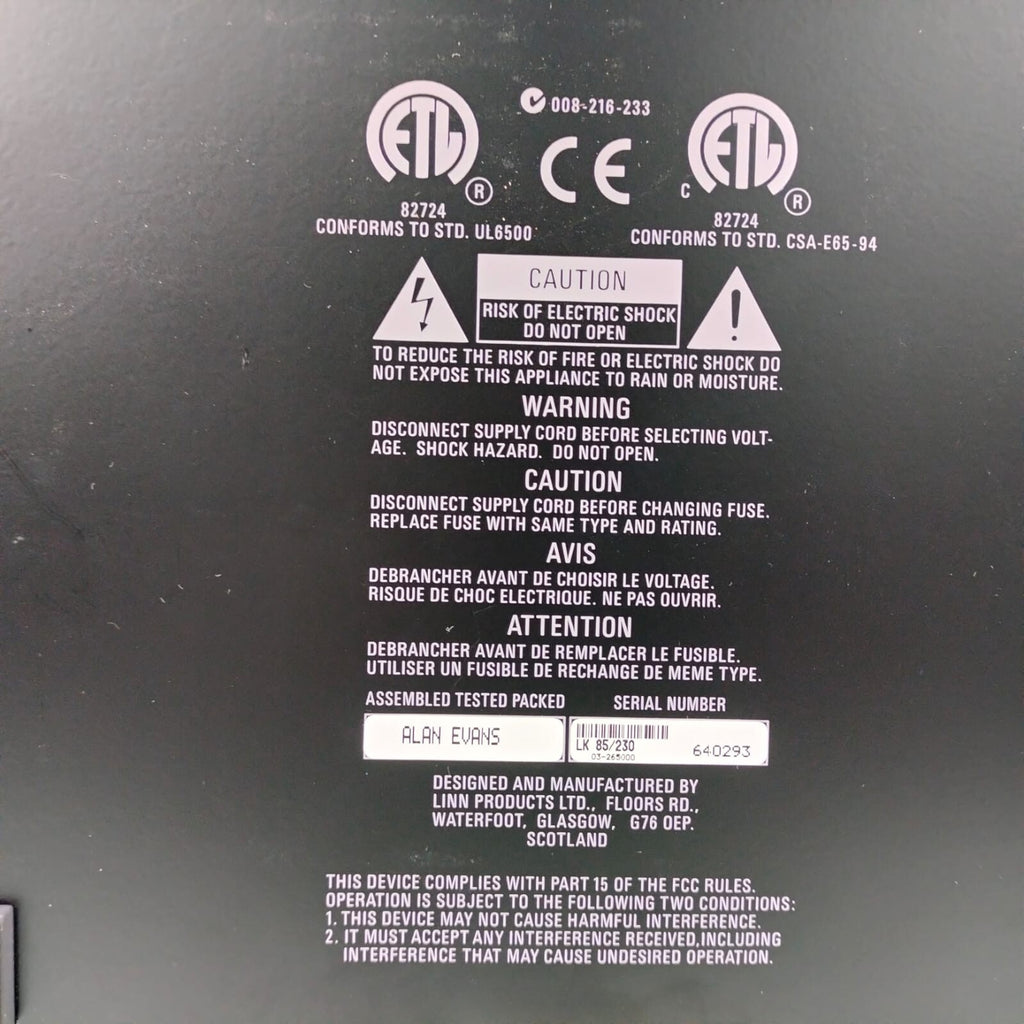 ETL
008-216-233
ETL
CE
C
R
R
82724
82724
CONFORMS TO STD. UL6500
CONFORMS TO STD. CSA-E65-94
CAUTION
RISK OF ELECTRIC SHOCK
DO NOT OPEN
TO REDUCE THE RISK OF FIRE OR ELECTRIC SHOCK DO
NOT EXPOSE THIS APPLIANCE TO RAIN OR MOISTURE.
WARNING
DISCONNECT SUPPLY CORD BEFORE SELECTING VOLT-
AGE. SHOCK HAZARD. DO NOT OPEN.
CAUTION
DISCONNECT SUPPLY CORD BEFORE CHANGING FUSE.
REPLACE FUSE WITH SAME TYPE AND RATING.
AVIS
DEBRANCHER AVANT DE CHOISIR LE VOLTAGE.
RISQUE DE CHOC ELECTRIQUE. NE PAS OUVRIR.
ATTENTION
DEBRANCHER AVANT DE REMPLACER LE FUSIBLE.
UTILISER UN FUSIBLE DE RECHANGE DE MEME TYPE.
ASSEMBLED TESTED PACKED
SERIAL NUMBER
ALAN EVANS
LK 85/230
03-265000
640293
DESIGNED AND MANUFACTURED BY
LINN PRODUCTS LTD., FLOORS RD.,
WATERFOOT, GLASGOW, G76 OEP.
SCOTLAND
THIS DEVICE COMPLIES WITH PART 15 OF THE FCC RULES.
OPERATION IS SUBJECT TO THE FOLLOWING TWO CONDITIONS:
1. THIS DEVICE MAY NOT CAUSE HARMFUL INTERFERENCE.
2. IT MUST ACCEPT ANY INTERFERENCE RECEIVED,INCLUDING
INTERFERENCE THAT MAY CAUSE UNDESIRED OPERATION.